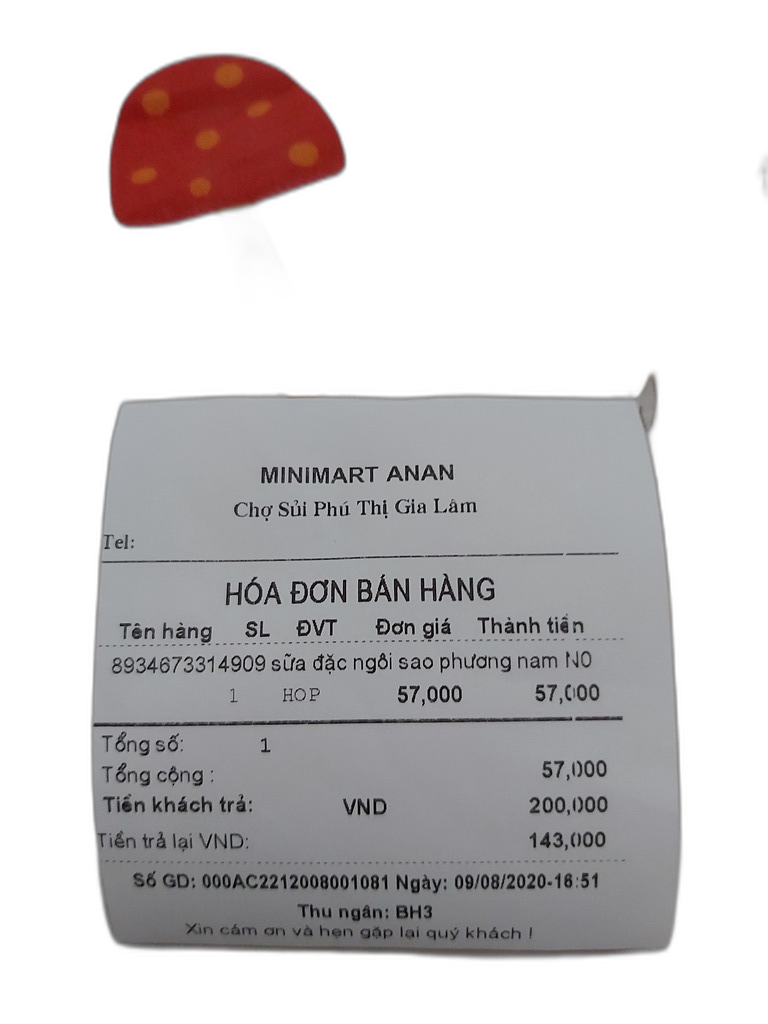 MINIMART ANAN
Chợ Sủi Phú Thị Gia Lâm
Tel:
HÓA ĐƠN BÁN HÀNG
Tên hàng SL ĐVT Đơn giá Thành tiền
8934673314909 sữa đặc ngôi sao phương nam N0
1 HOP 57,000 57,000
Tổng số: 1
Tổng cộng : 57,000
Tiền khách trả: VND 200,000
Tiền trả lại VND: 143,000
Số GD: 000AC2212008001081 Ngày: 09/08/2020-16:51
Thu ngân: BH3
Xin cám ơn và hẹn gặp lại quý khách !